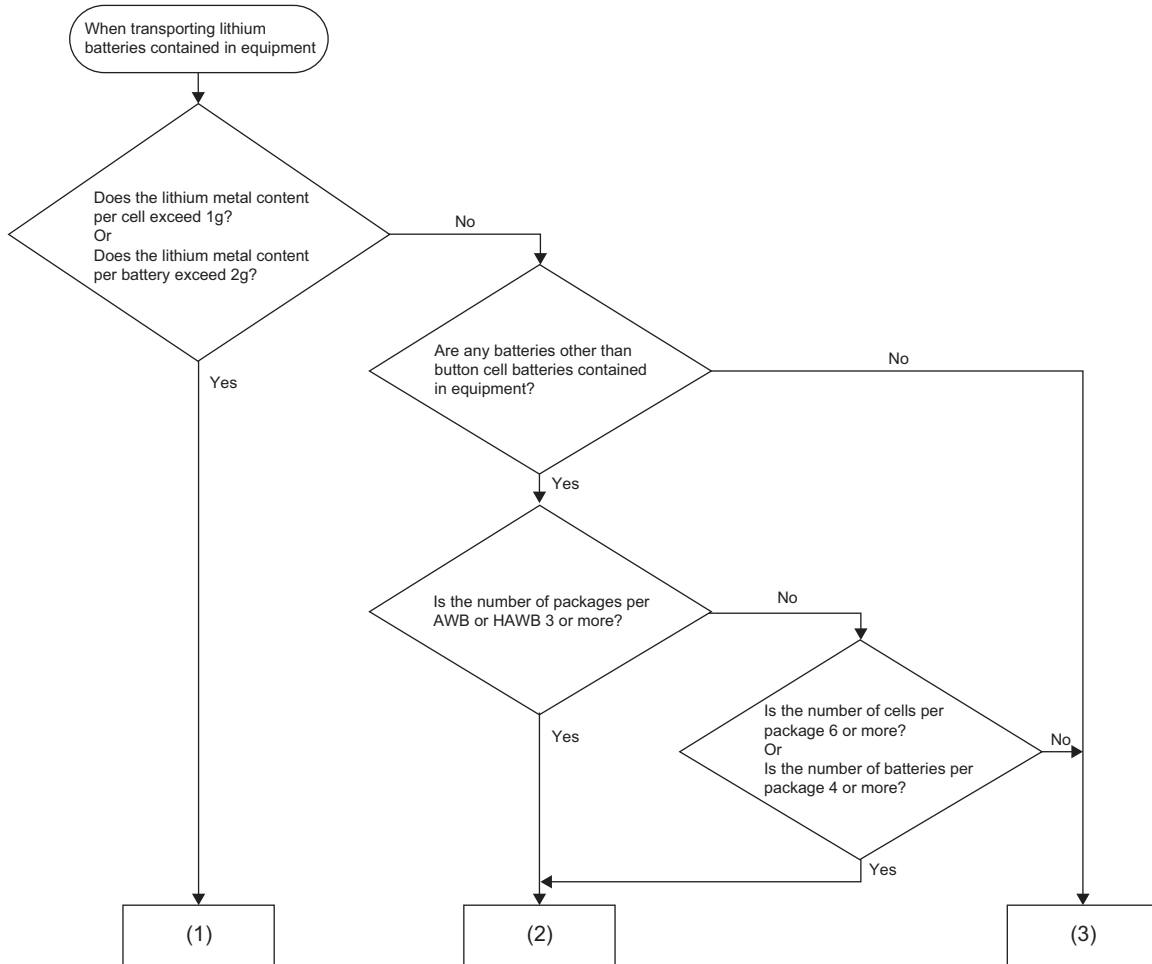 When transporting lithium
batteries contained in equipment
Does the lithium metal content
per cell exceed 1g?
Or
Does the lithium metal content
per battery exceed 2g?
No
Yes
Are any batteries other than
button cell batteries contained
in equipment?
No
Yes
Is the number of packages per
AWB or HAWB 3 or more?
No
Yes
Is the number of cells per
package 6 or more?
Or
Is the number of batteries per
package 4 or more?
No
Yes
(1)
(2)
(3)